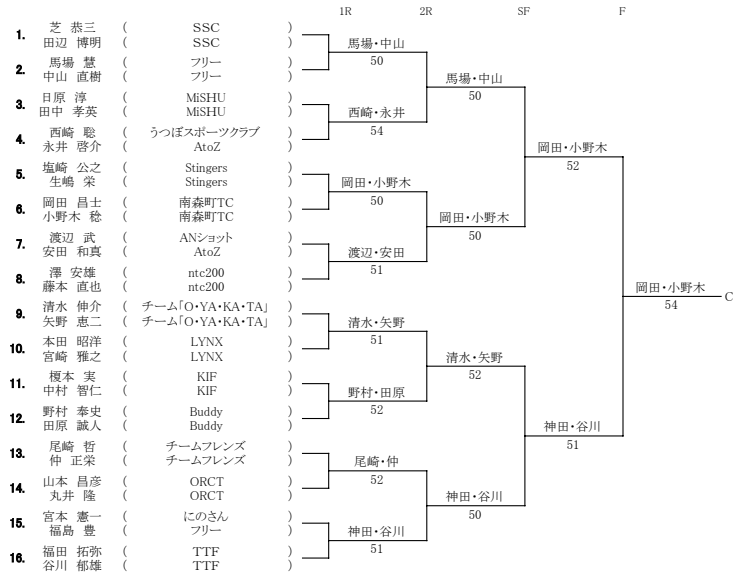 1R 2R SF F
1. 芝 恭三 ( SSC )
田辺 博明 ( SSC )
馬場・中山
50
2. 馬場 慧 ( フリー )
中山 直樹 ( フリー )
馬場・中山
50
3. 日原 淳 ( MiSHU )
田中 孝英 ( MiSHU )
西崎・永井
54
4. 西崎 聡 ( うつぼスポーツクラブ )
永井 啓介 ( AtoZ )
岡田・小野木
52
5. 塩崎 公之 ( Stingers )
生嶋 栄 ( Stingers )
岡田・小野木
50
6. 岡田 昌士 ( 南森町TC )
小野木 稔 ( 南森町TC )
岡田・小野木
50
7. 渡辺 武 ( ANショット )
安田 和真 ( AtoZ )
渡辺・安田
51
8. 澤 安雄 ( ntc200 )
藤本 直也 ( ntc200 )
岡田・小野木 C
54
9. 清水 伸介 ( チーム「O・YA・KA・TA」 )
矢野 恵二 ( チーム「O・YA・KA・TA」 )
清水・矢野
51
10. 本田 昭洋 ( LYNX )
宮崎 雅之 ( LYNX )
清水・矢野
52
11. 榎本 実 ( KIF )
中村 智仁 ( KIF )
野村・田原
52
12. 野村 奉史 ( Buddy )
田原 誠人 ( Buddy )
神田・谷川
51
13. 尾崎 哲 ( チームフレンズ )
仲 正栄 ( チームフレンズ )
尾崎・仲
52
14. 山本 昌彦 ( ORCT )
丸井 隆 ( ORCT )
神田・谷川
50
15. 宮本 憲一 ( にのさん )
福島 豊 ( フリー )
神田・谷川
51
16. 福田 拓弥 ( TTF )
谷川 郁雄 ( TTF )